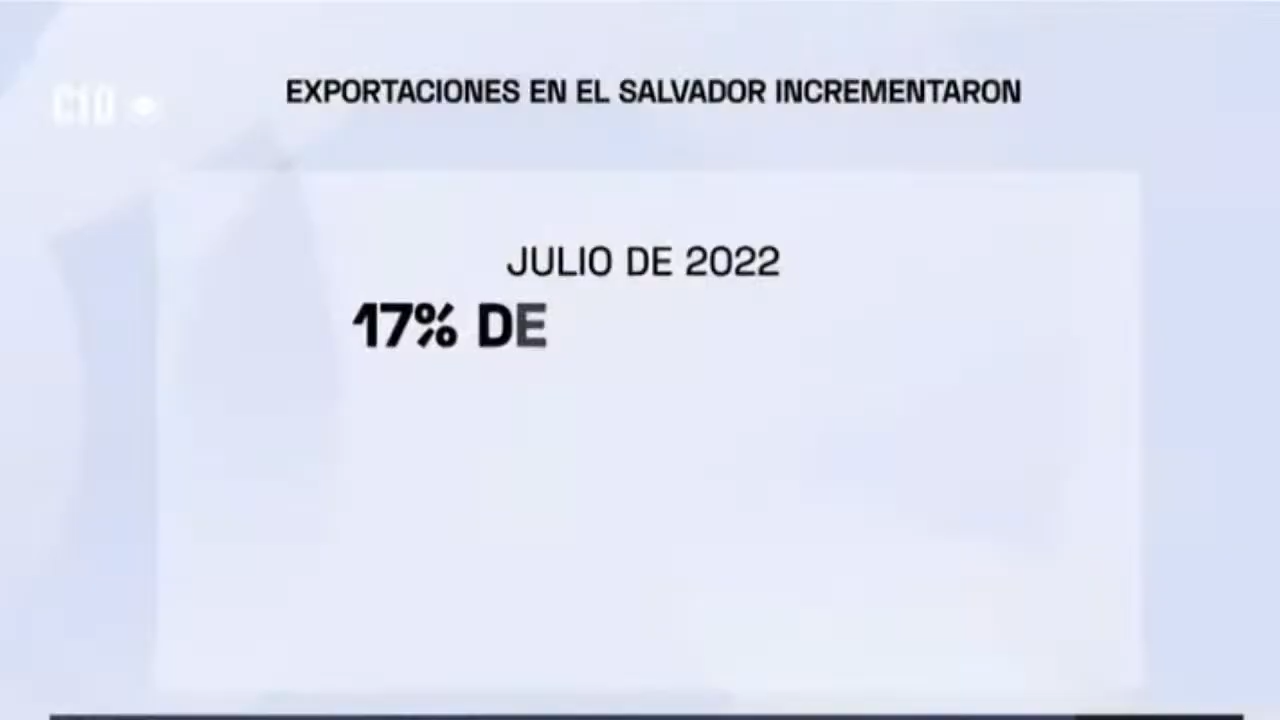 C10
EXPORTACIONES EN EL SALVADOR INCREMENTARON
JULIO DE 2022
17% DE